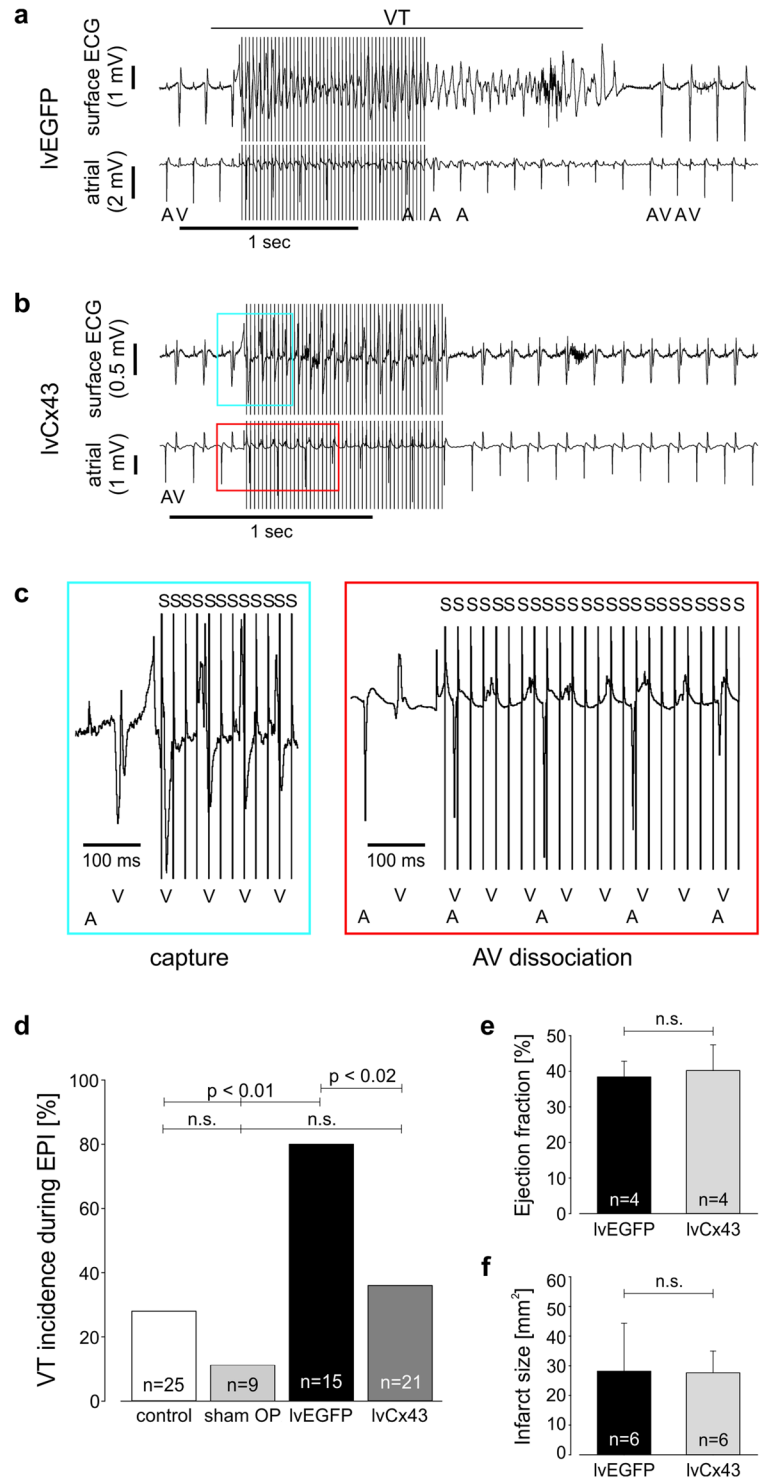 a
VT
lvEGFP
surface ECG
(1 mV)
atrial
(2 mV)
A V
A A A
A V A V
1 sec
b
lvCx43
surface ECG
(0.5 mV)
atrial
(1 mV)
A V
1 sec
c
S S S S S S S S S S S S
100 ms
V V V V V
A
capture
S S S S S S S S S S S S S S S S S S S S S S S S
100 ms
V V V V V V V V V
A A A A A
AV dissociation
d
VT incidence during EPI [%]
100
80
60
40
20
0
p < 0.01
p < 0.02
n.s.
n.s.
n=25
n=9
n=15
n=21
control
sham OP
lvEGFP
lvCx43
e
Ejection fraction [%]
50
40
30
20
10
0
n.s.
n=4
n=4
lvEGFP
lvCx43
f
Infarct size [mm²]
60
50
40
30
20
10
0
n.s.
n=6
n=6
lvEGFP
lvCx43